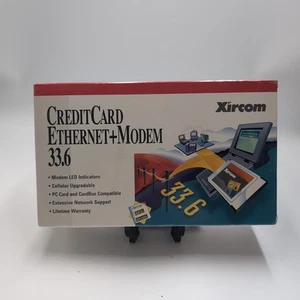 CREDITCARD
ETHERNET+MODEM
33.6
Xircom
• Modem LED Indicators
• Cellular Upgradable
• PC Card and CardBus Compatible
• Extensive Network Support
• Lifetime Warranty
33.6